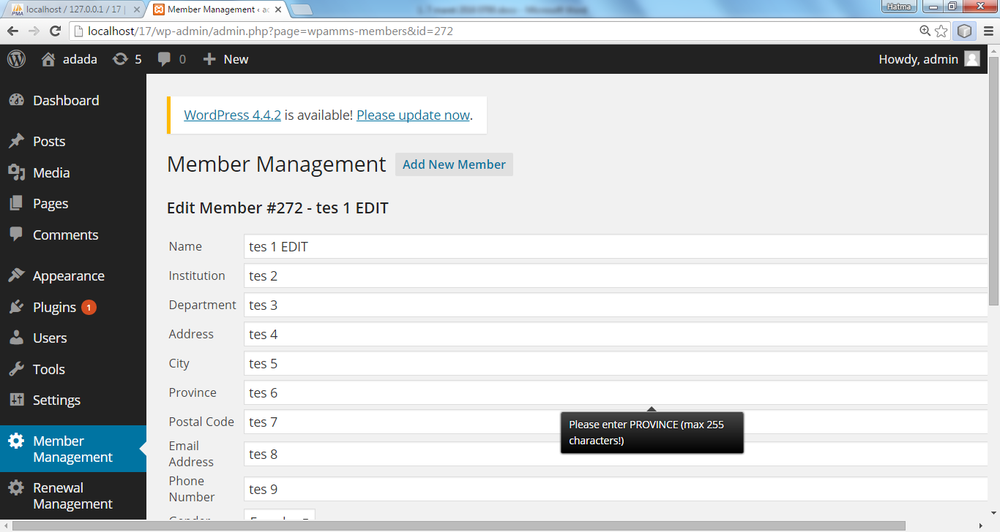 localhost / 127.0.0.1 / 17 |
Member Management ‹ ac
Hatma
localhost/17/wp-admin/admin.php?page=wpamms-members&id=272
adada
5
0
New
Howdy, admin
Dashboard
Posts
Media
Pages
Comments
Appearance
Plugins 1
Users
Tools
Settings
Member
Management
Renewal
Management
WordPress 4.4.2 is available! Please update now.
Member Management
Add New Member
Edit Member #272 - tes 1 EDIT
Name
tes 1 EDIT
Institution
tes 2
Department
tes 3
Address
tes 4
City
tes 5
Province
tes 6
Postal Code
tes 7
Please enter PROVINCE (max 255
characters!)
Email
Address
tes 8
Phone
Number
tes 9
Gender